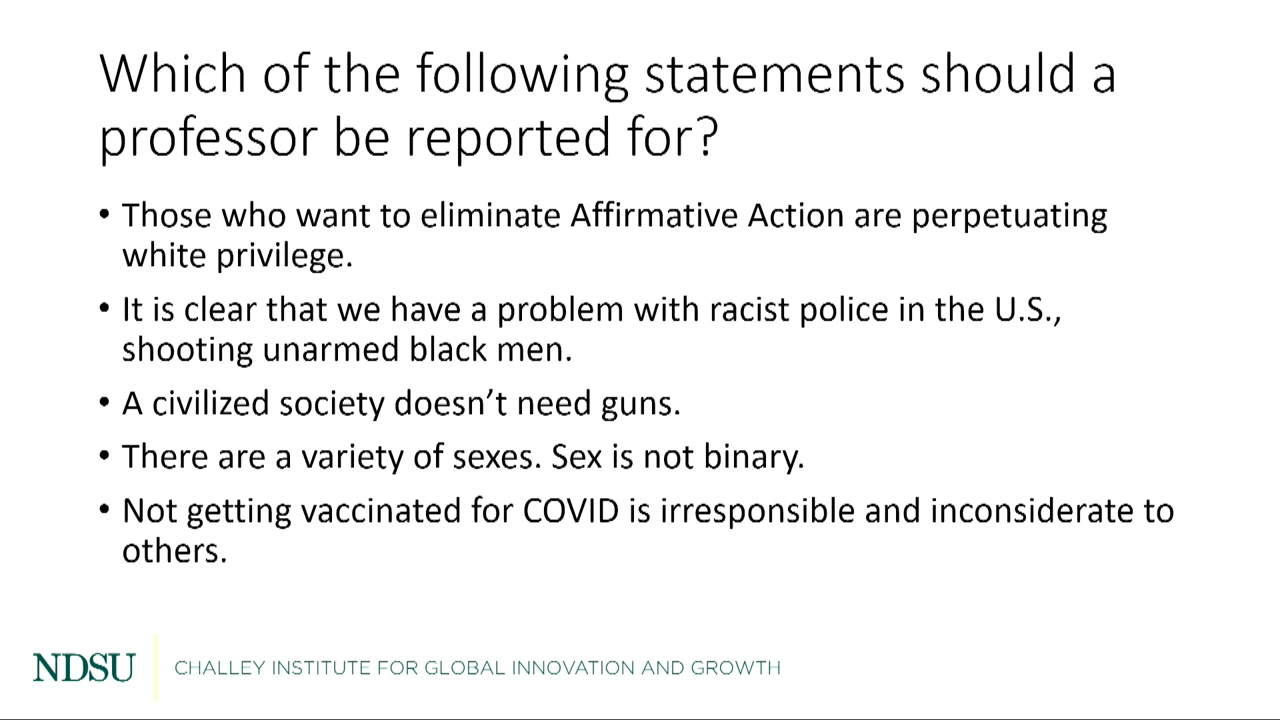 Which of the following statements should a
professor be reported for?
• Those who want to eliminate Affirmative Action are perpetuating
white privilege.
• It is clear that we have a problem with racist police in the U.S.,
shooting unarmed black men.
• A civilized society doesn’t need guns.
• There are a variety of sexes. Sex is not binary.
• Not getting vaccinated for COVID is irresponsible and inconsiderate to
others.
NDSU CHALLEY INSTITUTE FOR GLOBAL INNOVATION AND GROWTH